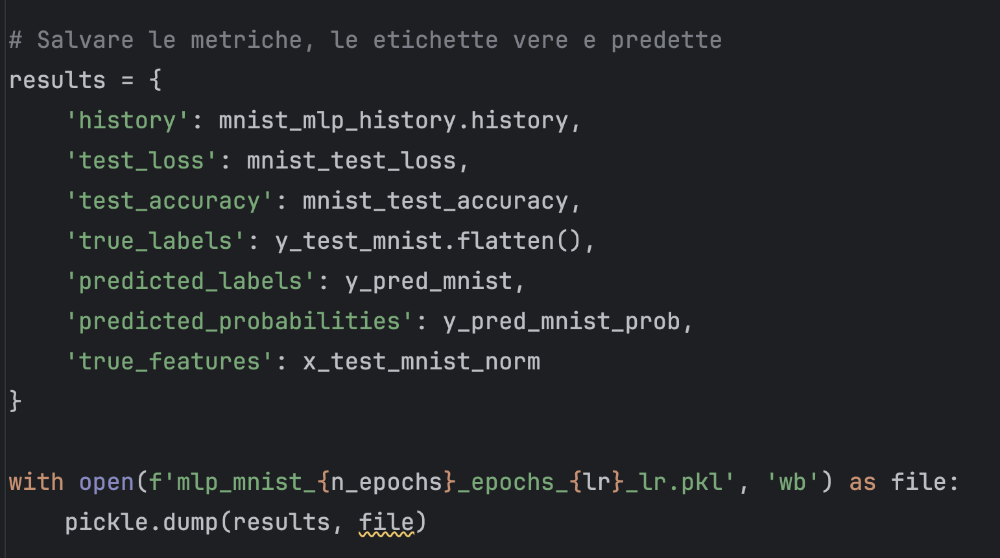 # Salvare le metriche, le etichette vere e predette
results = {
    'history': mnist_mlp_history.history,
    'test_loss': mnist_test_loss,
    'test_accuracy': mnist_test_accuracy,
    'true_labels': y_test_mnist.flatten(),
    'predicted_labels': y_pred_mnist,
    'predicted_probabilities': y_pred_mnist_prob,
    'true_features': x_test_mnist_norm
}
with open(f'mlp_mnist_{n_epochs}_epochs_{lr}_lr.pkl', 'wb') as file:
    pickle.dump(results, file)